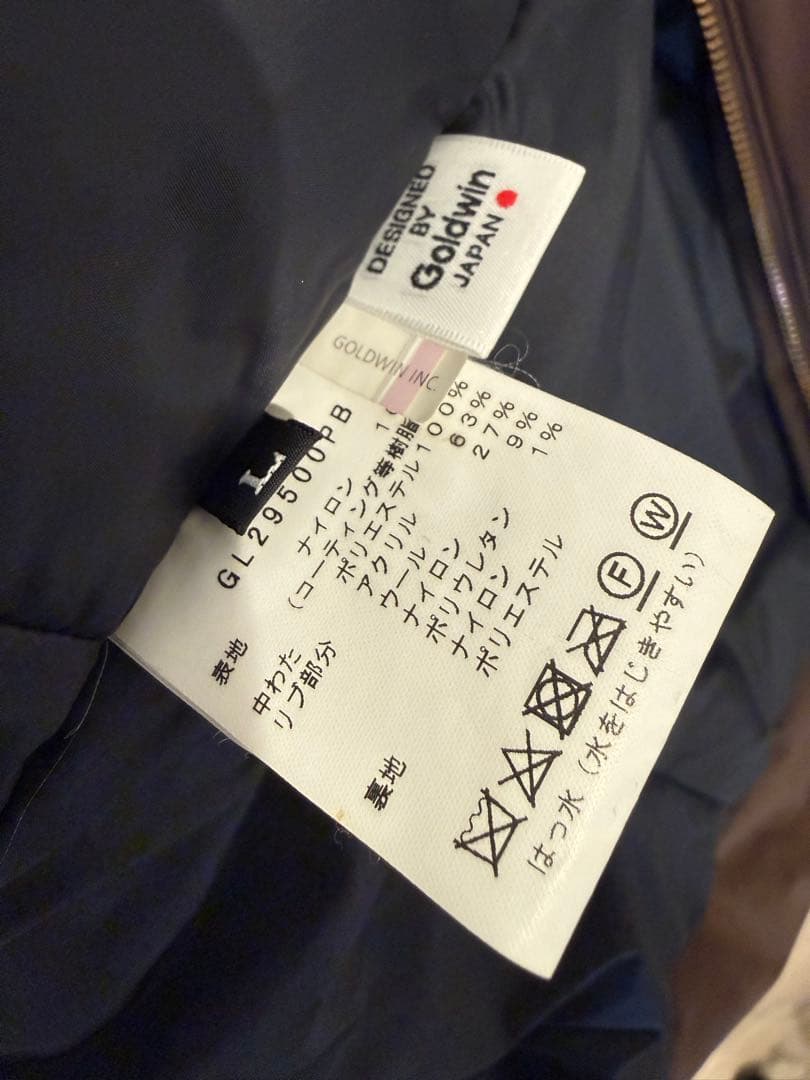 DESIGNED
BY
Goldwin
JAPAN
GOLDWIN INC.
L
GL29500PB
表地
ナイロン
(コーティング等樹脂
中わた
ポリエステル100%
リブ部分
アクリル
63%
ウール
27%
ナイロン
9%
ポリウレタン
1%
裏地
ナイロン
ポリエステル
F
W
はっ水 (水をはじきやすい)